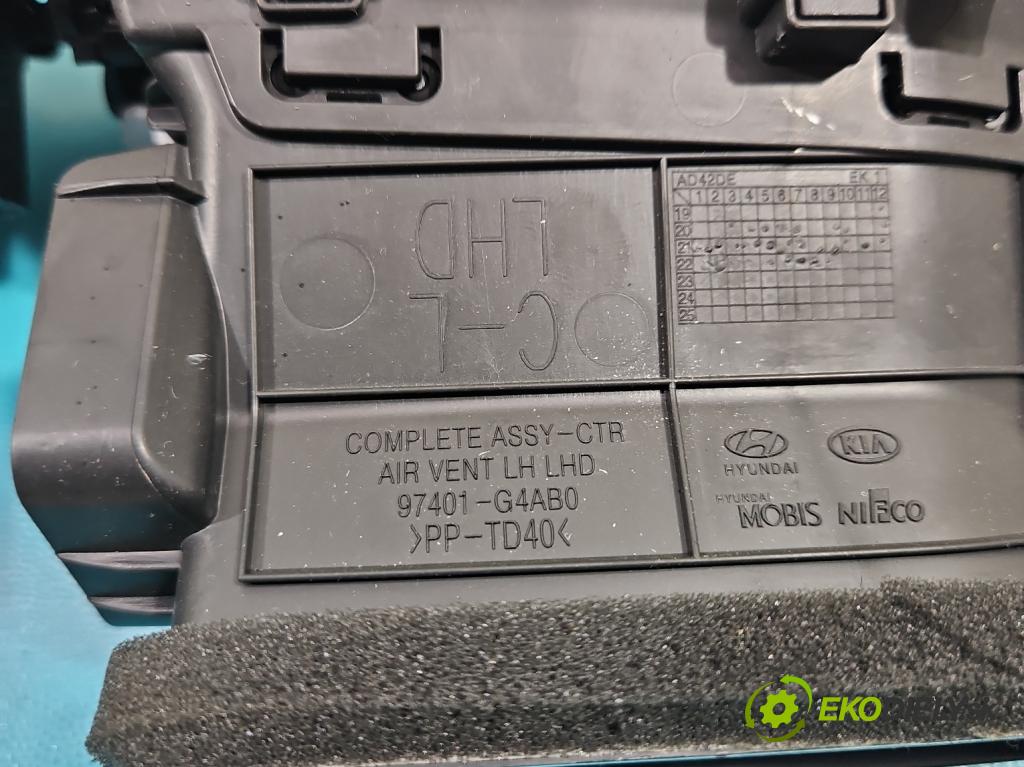 LHD
C-L
AD42DE EK 1
1 2 3 4 5 6 7 8 9 10 11 12
19
20
21
22
23
24
25
COMPLETE ASSY-CTR
AIR VENT LH LHD
97401-G4AB0
>PP-TD40<
HYUNDAI
KIA
HYUNDAI
MOBIS NIFCO
EKO